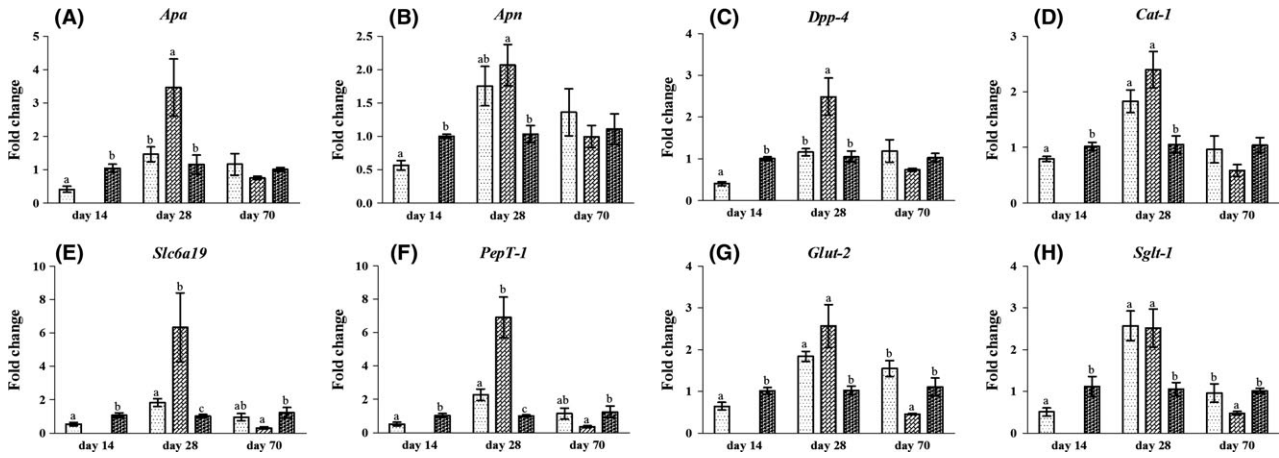 (A) Apa
Fold change
5
4
3
2
1
0
a b b a b
day 14 day 28 day 70
(B) Apn
Fold change
2.5
2.0
1.5
1.0
0.5
0.0
a b ab a b
day 14 day 28 day 70
(C) Dpp-4
Fold change
4
3
2
1
0
a b b a b
day 14 day 28 day 70
(D) Cat-1
Fold change
3
2
1
0
a b a a b
day 14 day 28 day 70
(E) Slc6a19
Fold change
10
8
6
4
2
0
a b a b c ab a b
day 14 day 28 day 70
(F) PepT-1
Fold change
10
8
6
4
2
0
a b a b c ab a b
day 14 day 28 day 70
(G) Glut-2
Fold change
4
3
2
1
0
a b a a b b a b
day 14 day 28 day 70
(H) Sglt-1
Fold change
4
3
2
1
0
a b a a b b a b
day 14 day 28 day 70